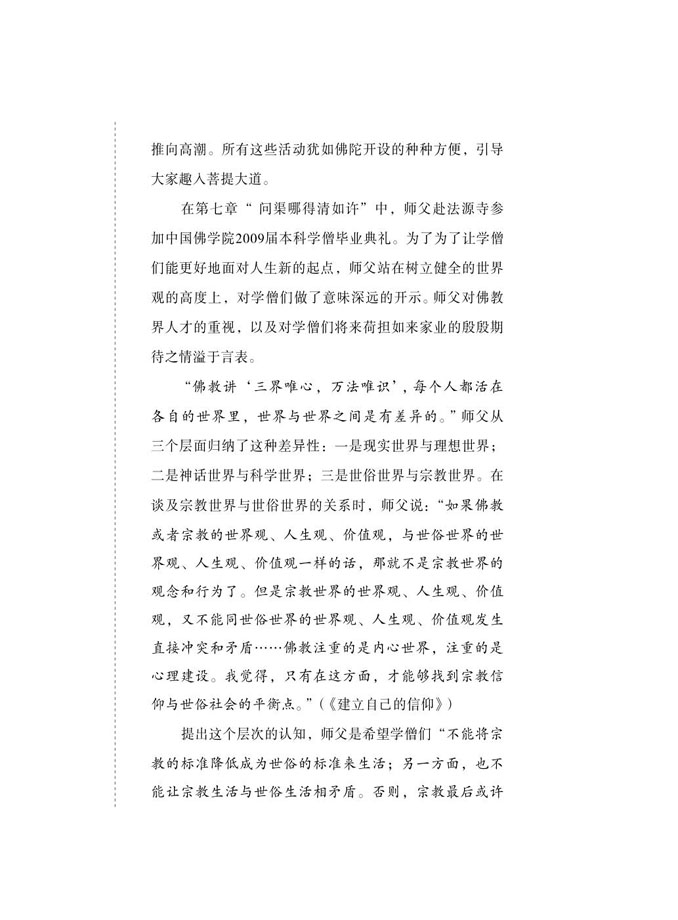 推向高潮。所有这些活动犹如佛陀开设的种种方便，引导
大家趣入菩提大道。
在第七章“ 问渠哪得清如许”中，师父赴法源寺参
加中国佛学院2009届本科学僧毕业典礼。为了为了让学僧
们能更好地面对人生新的起点，师父站在树立健全的世界
观的高度上，对学僧们做了意味深远的开示。师父对佛教
界人才的重视，以及对学僧们将来荷担如来家业的殷殷期
待之情溢于言表。
“佛教讲‘三界唯心，万法唯识’，每个人都活在
各自的世界里，世界与世界之间是有差异的。”师父从
三个层面归纳了这种差异性：一是现实世界与理想世界；
二是神话世界与科学世界；三是世俗世界与宗教世界。在
谈及宗教世界与世俗世界的关系时，师父说：“如果佛教
或者宗教的世界观、人生观、价值观，与世俗世界的世
界观、人生观、价值观一样的话，那就不是宗教世界的
观念和行为了。但是宗教世界的世界观、人生观、价值
观，又不能同世俗世界的世界观、人生观、价值观发生
直接冲突和矛盾……佛教注重的是内心世界，注重的是
心理建设。我觉得，只有在这方面，才能够找到宗教信
仰与世俗社会的平衡点。”（《建立自己的信仰》）
提出这个层次的认知，师父是希望学僧们“不能将宗
教的标准降低成为世俗的标准来生活；另一方面，也不
能让宗教生活与世俗生活相矛盾。否则，宗教最后或许